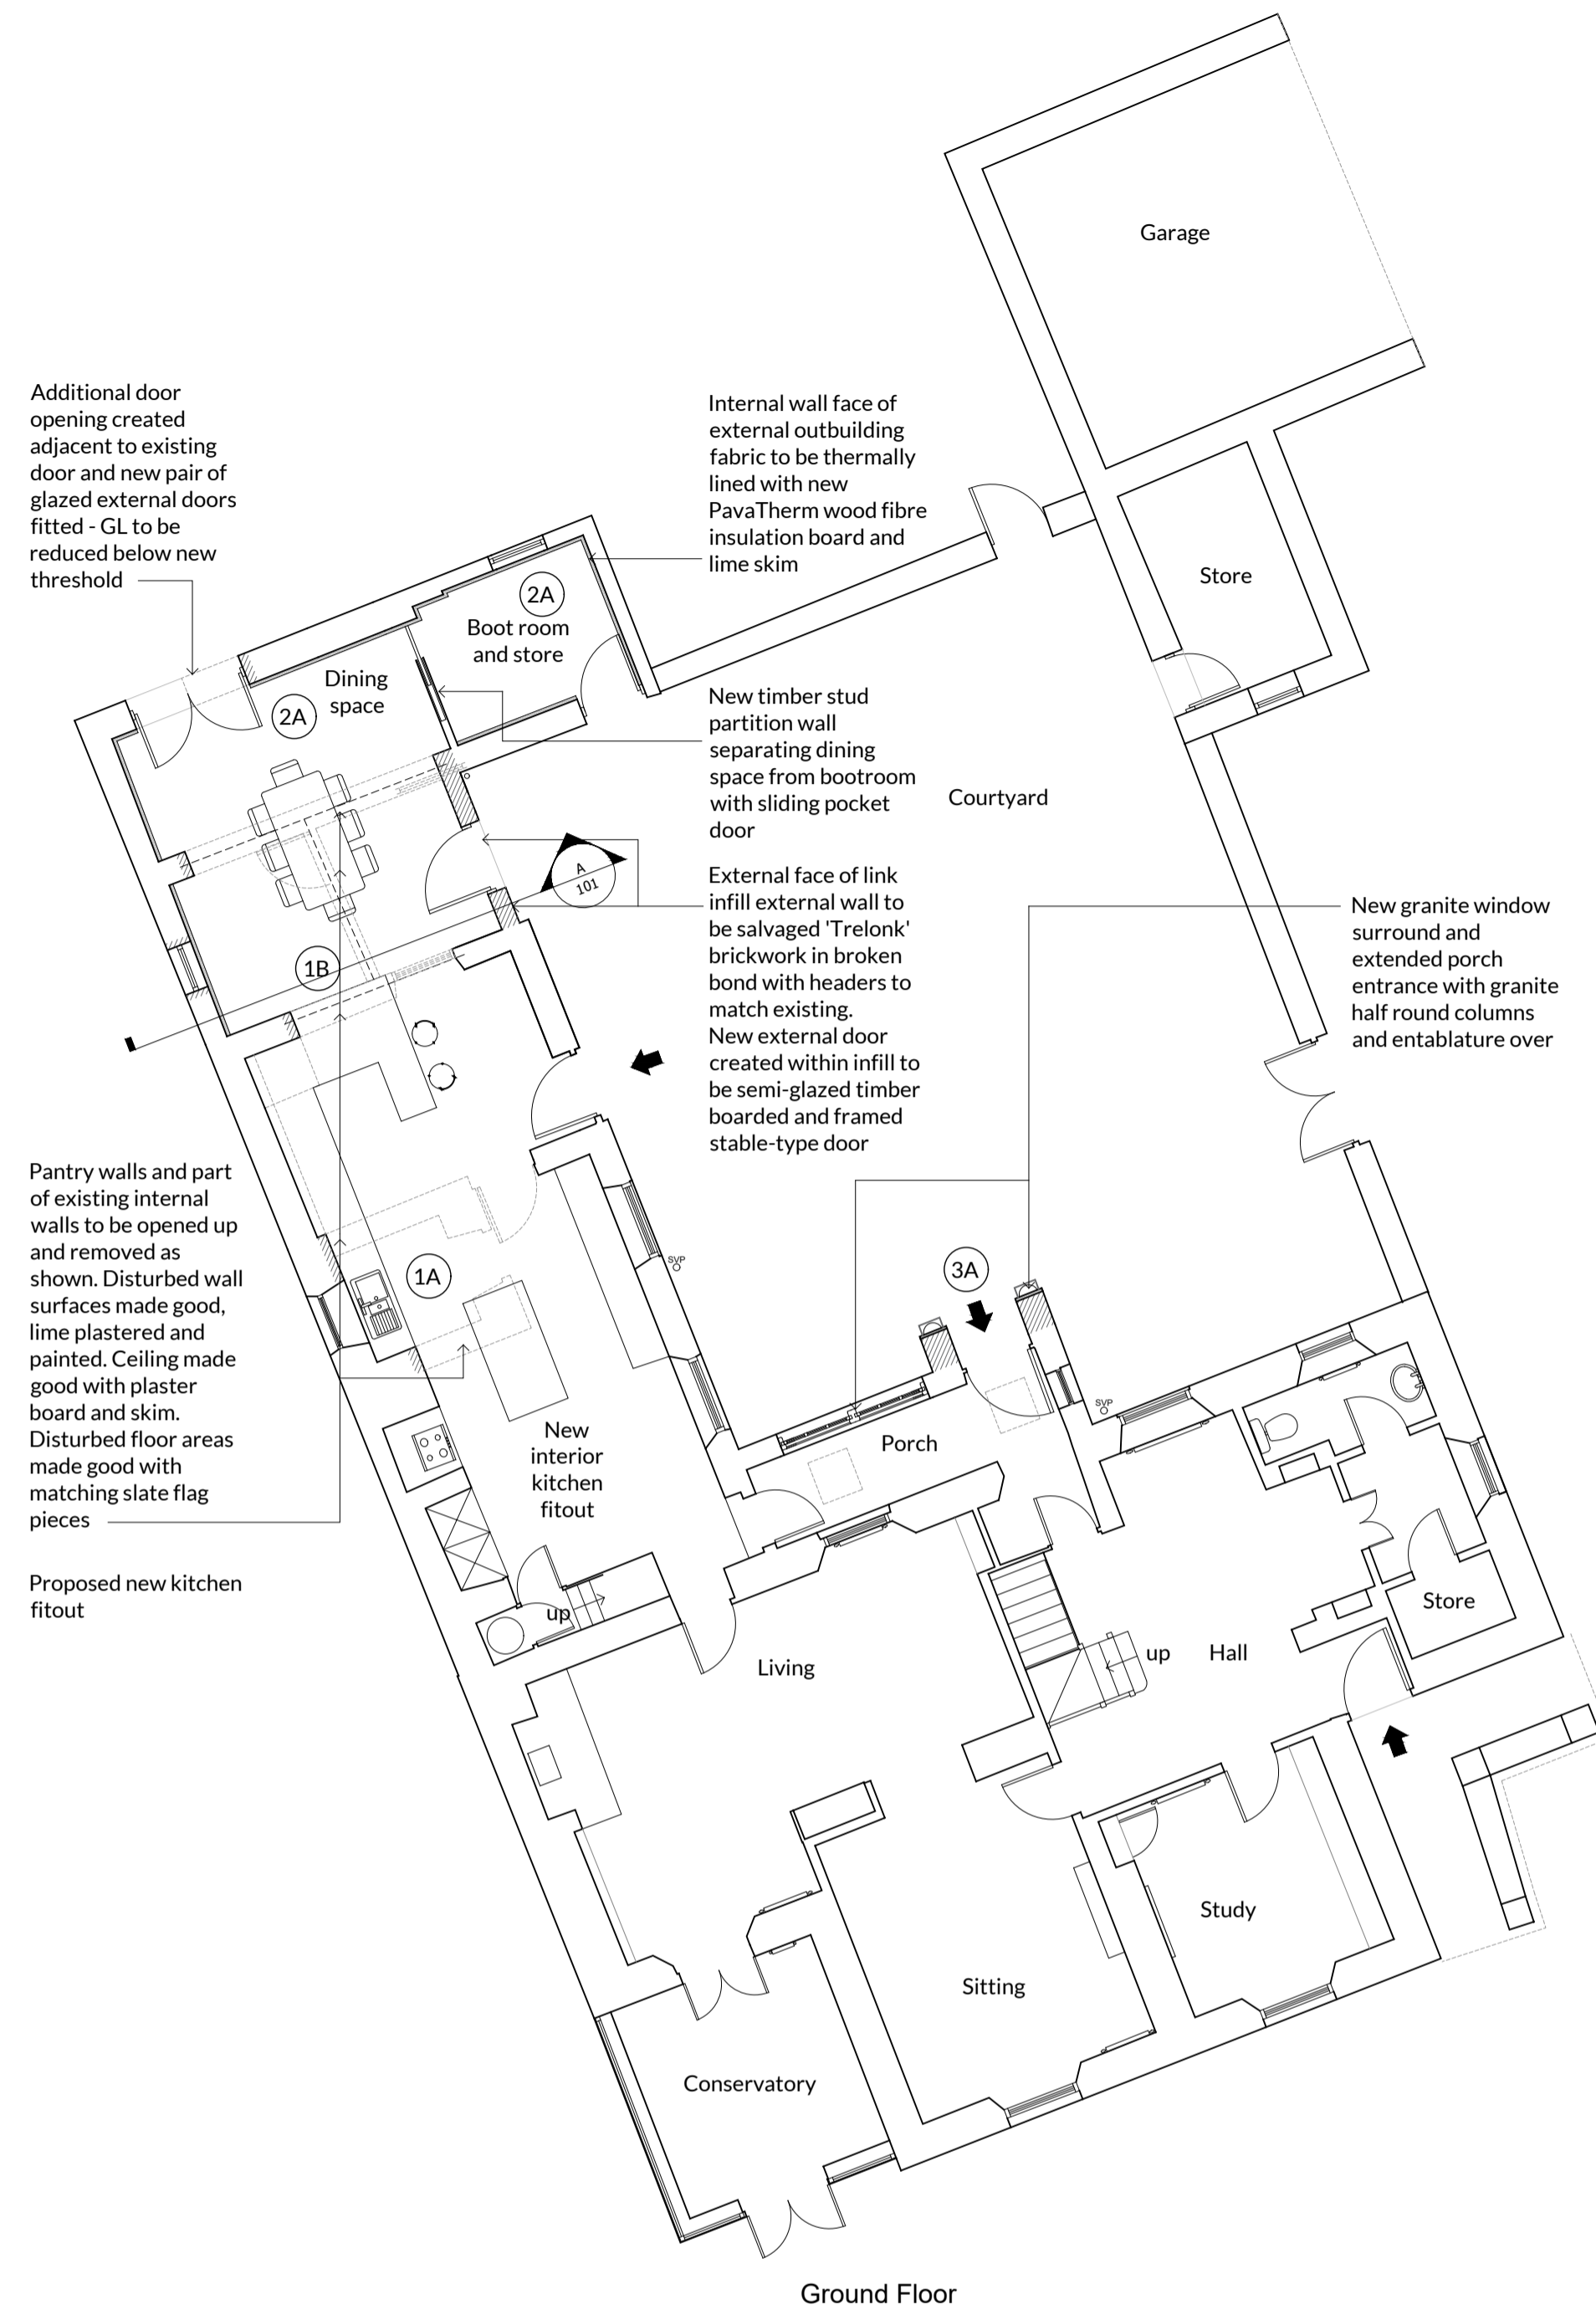 Garage
Additional door
opening created
adjacent to existing
door and new pair of
glazed external doors
fitted - GL to be
reduced below new
threshold
Internal wall face of
external outbuilding
fabric to be thermally
lined with new
PavaTherm wood fibre
insulation board and
lime skim
Store
2A
Boot room
and store
Dining
space
2A
New timber stud
partition wall
separating dining
space from bootroom
with sliding pocket
door
Courtyard
A
101
External face of link
infill external wall to
be salvaged 'Trelonk'
brickwork in broken
bond with headers to
match existing.
New external door
created within infill to
be semi-glazed timber
boarded and framed
stable-type door
New granite window
surround and
extended porch
entrance with granite
half round columns
and entablature over
1B
Pantry walls and part
of existing internal
walls to be opened up
and removed as
shown. Disturbed wall
surfaces made good,
lime plastered and
painted. Ceiling made
good with plaster
board and skim.
Disturbed floor areas
made good with
matching slate flag
pieces
SVP
1A
3A
SVP
Porch
New
interior
kitchen
fitout
Proposed new kitchen
fitout
up
Store
Living
up
Hall
Study
Sitting
Conservatory
Ground Floor